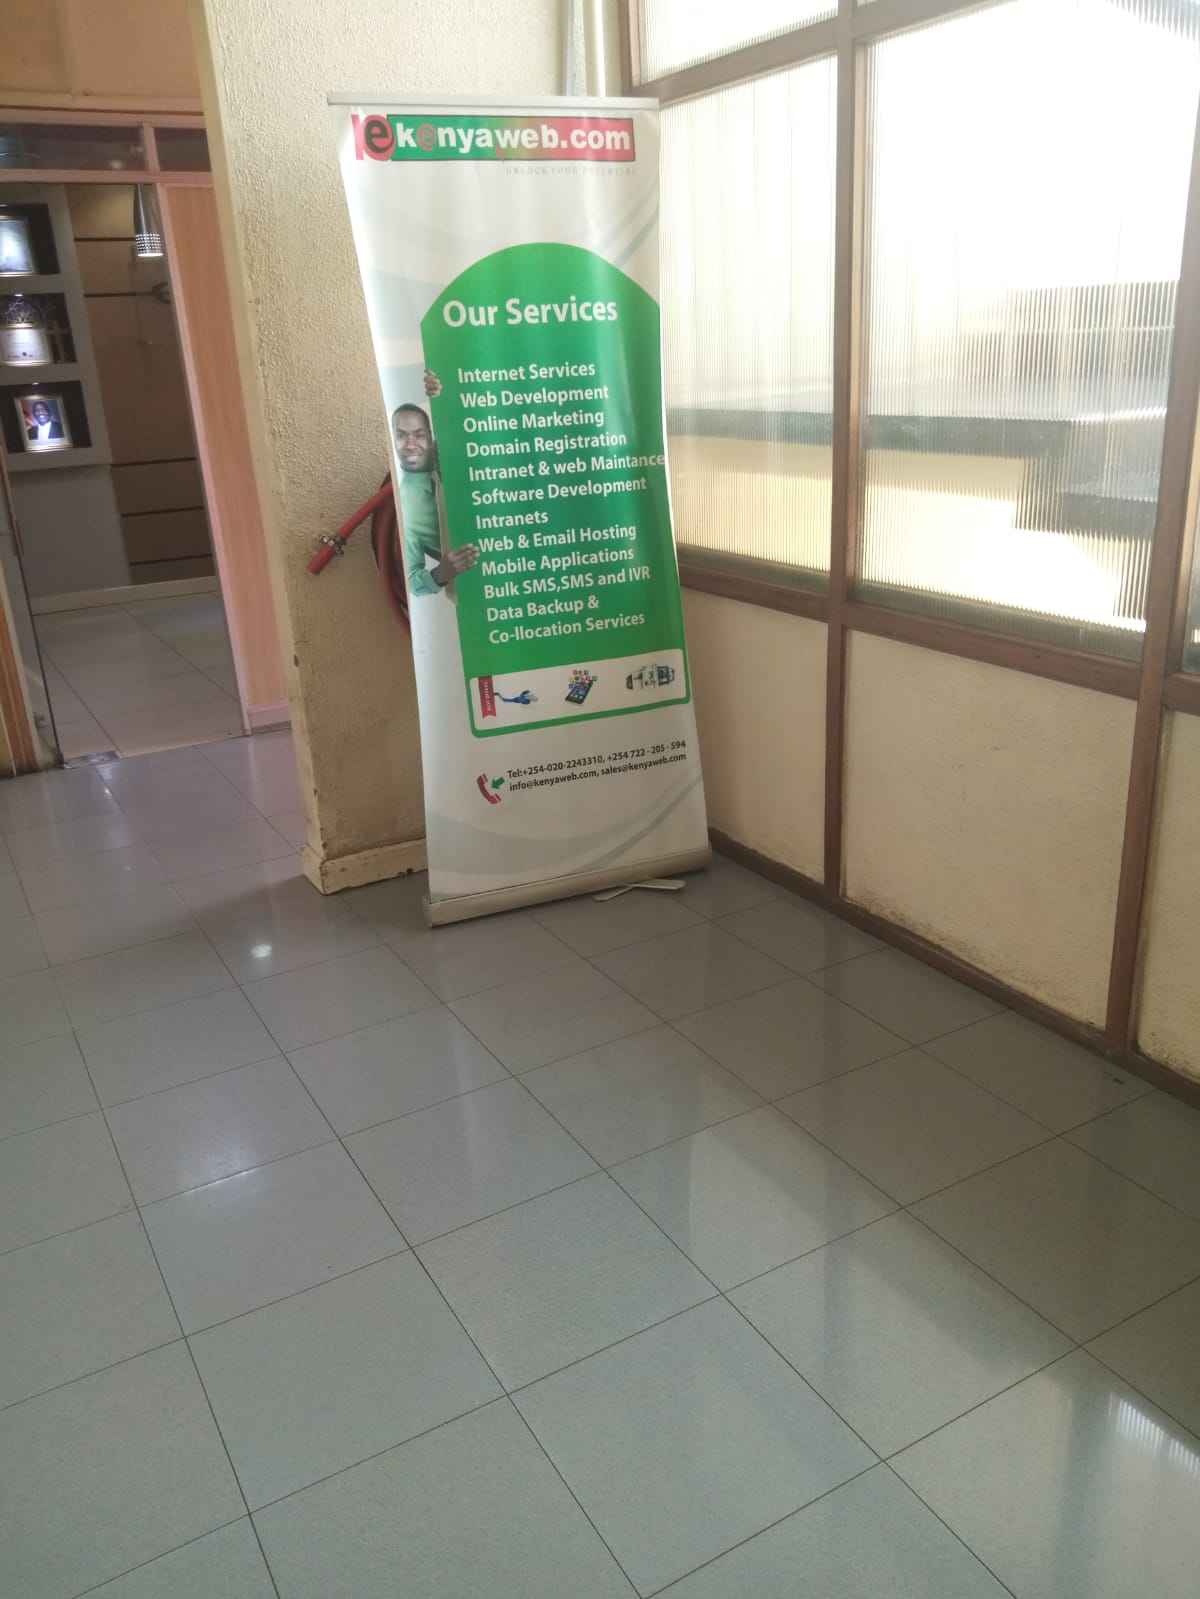 kenyaweb.com
UNLOCK YOUR POTENTIAL
Our Services
Internet Services
Web Development
Online Marketing
Domain Registration
Intranet & web Maintance
Software Development
Intranets
Web & Email Hosting
Mobile Applications
Bulk SMS,SMS and IVR
Data Backup &
Co-llocation Services
Tel:+254-020-2243310, +254 722 - 205 - 594
info@kenyaweb.com, sales@kenyaweb.com